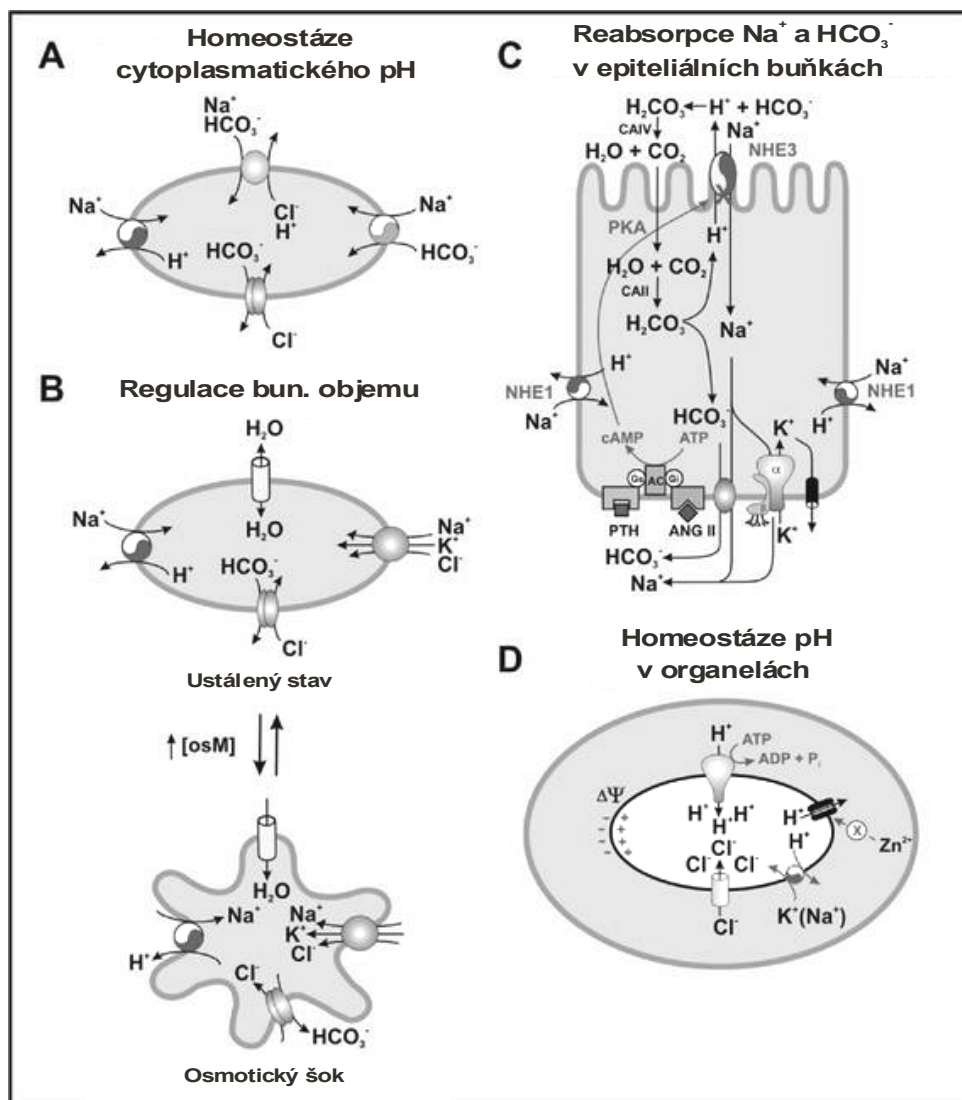 A
Homeostáze
cytoplasmatického pH
Na⁺
HCO₃⁻
Cl⁻
H⁺
Na⁺
H⁺
Na⁺
HCO₃⁻
HCO₃⁻
Cl⁻
B
Regulace bun. objemu
H₂O
H₂O
Na⁺
H⁺
Na⁺
K⁺
Cl⁻
HCO₃⁻
Cl⁻
Ustálený stav
↑ [osM]
H₂O
Na⁺
H⁺
Na⁺
K⁺
Cl⁻
Cl⁻
HCO₃⁻
Osmotický šok
C
Reabsorpce Na⁺ a HCO₃⁻
v epiteliálních buňkách
H₂CO₃ H⁺ + HCO₃⁻
CAIV
Na⁺
H₂O + CO₂
NHE3
PKA
H⁺
H₂O + CO₂
CAII
H₂CO₃
Na⁺
H⁺
NHE1
Na⁺
Na⁺
NHE1
H⁺
HCO₃⁻
K⁺
cAMP
ATP
α
Gs
AC
Gi
PTH
ANG II
K⁺
HCO₃⁻
Na⁺
D
Homeostáze pH
v organelách
H⁺
ATP
ADP + Pᵢ
ΔΨ
- + - + - + - +
H⁺ H⁺ H⁺
H⁺
H⁺
X
Zn²⁺
Cl⁻
Cl⁻ Cl⁻
K⁺(Na⁺)
Cl⁻